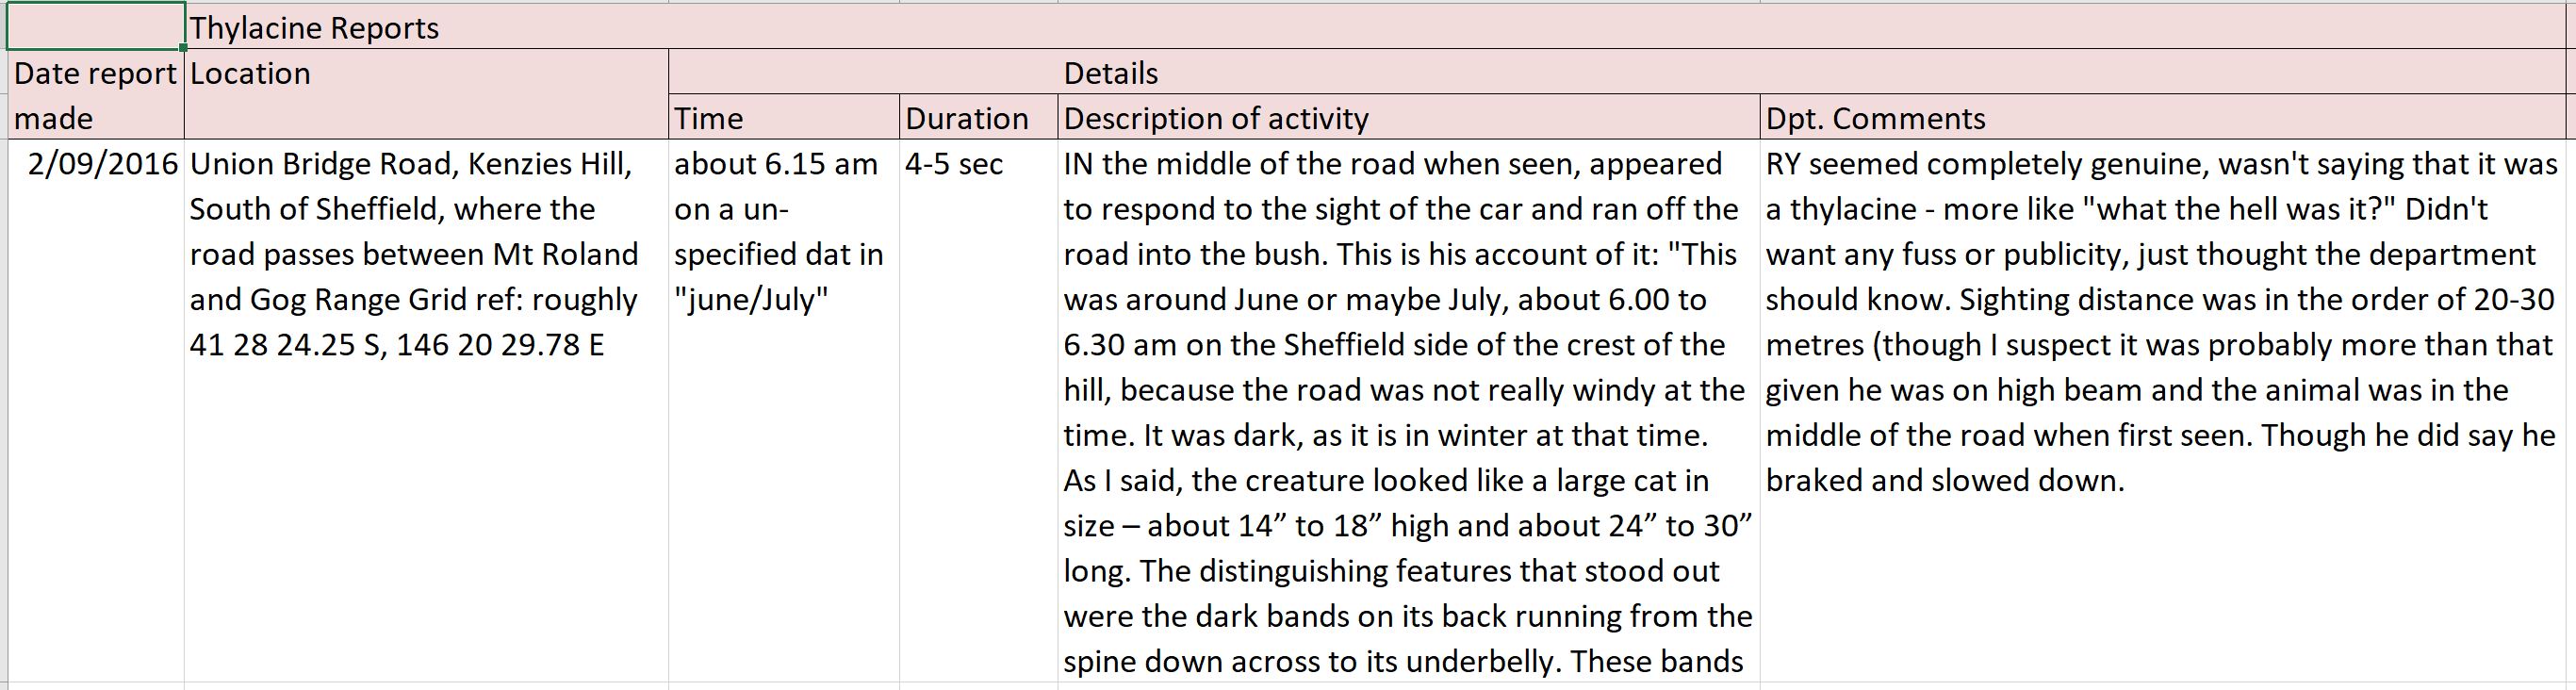 Thylacine Reports
Date report
made
Location
Details
Time
Duration
Description of activity
Dpt. Comments
2/09/2016
Union Bridge Road, Kenzies Hill,
South of Sheffield, where the
road passes between Mt Roland
and Gog Range Grid ref: roughly
41 28 24.25 S, 146 20 29.78 E
about 6.15 am
on a un-
specified dat in
"june/July"
4-5 sec
IN the middle of the road when seen, appeared
to respond to the sight of the car and ran off the
road into the bush. This is his account of it: "This
was around June or maybe July, about 6.00 to
6.30 am on the Sheffield side of the crest of the
hill, because the road was not really windy at the
time. It was dark, as it is in winter at that time.
As I said, the creature looked like a large cat in
size – about 14” to 18” high and about 24” to 30”
long. The distinguishing features that stood out
were the dark bands on its back running from the
spine down across to its underbelly. These bands
RY seemed completely genuine, wasn't saying that it was
a thylacine - more like "what the hell was it?" Didn't
want any fuss or publicity, just thought the department
should know. Sighting distance was in the order of 20-30
metres (though I suspect it was probably more than that
given he was on high beam and the animal was in the
middle of the road when first seen. Though he did say he
braked and slowed down.